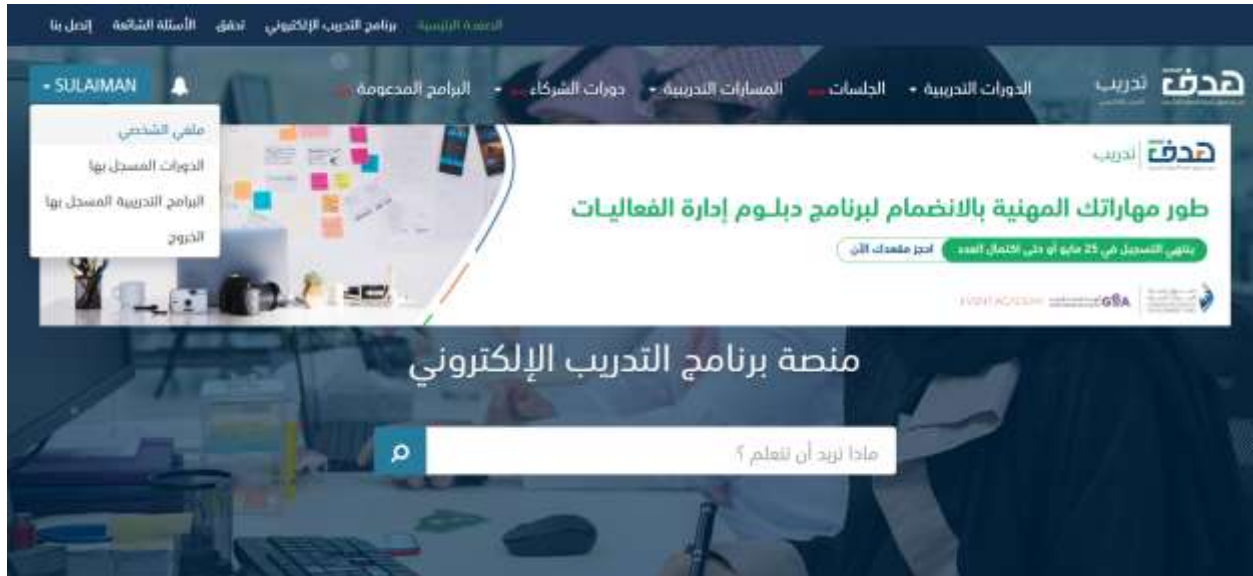 الصفحة الرئيسية برنامج التدريب الإلكتروني تحقق الأسئلة الشائعة إتصل بنا
هدف تدريب الدورات التدريبية الجلسات المسارات التدريبية دورات الشركاء البرامج المدعومة SULAIMAN
ملفي الشخصي
الدورات المسجل بها
البرامج التدريبية المسجل بها
الخروج
هدف تدريب
طور مهاراتك المهنية بالانضمام لبرنامج دبلوم إدارة الفعاليات
ينتهي التسجيل في 25 مايو أو حتى اكتمال العدد احجز مقعدك الآن
EVENT ACADEMY
منصة برنامج التدريب الإلكتروني
ماذا تريد أن تتعلم ؟